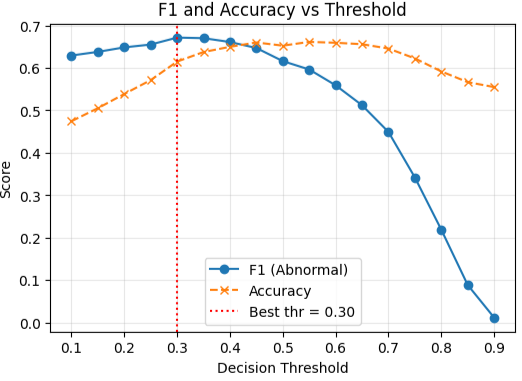 F1 and Accuracy vs Threshold
0.7
0.6
0.5
0.4
0.3
0.2
0.1
0.0
Score
F1 (Abnormal)
Accuracy
Best thr = 0.30
0.1 0.2 0.3 0.4 0.5 0.6 0.7 0.8 0.9
Decision Threshold